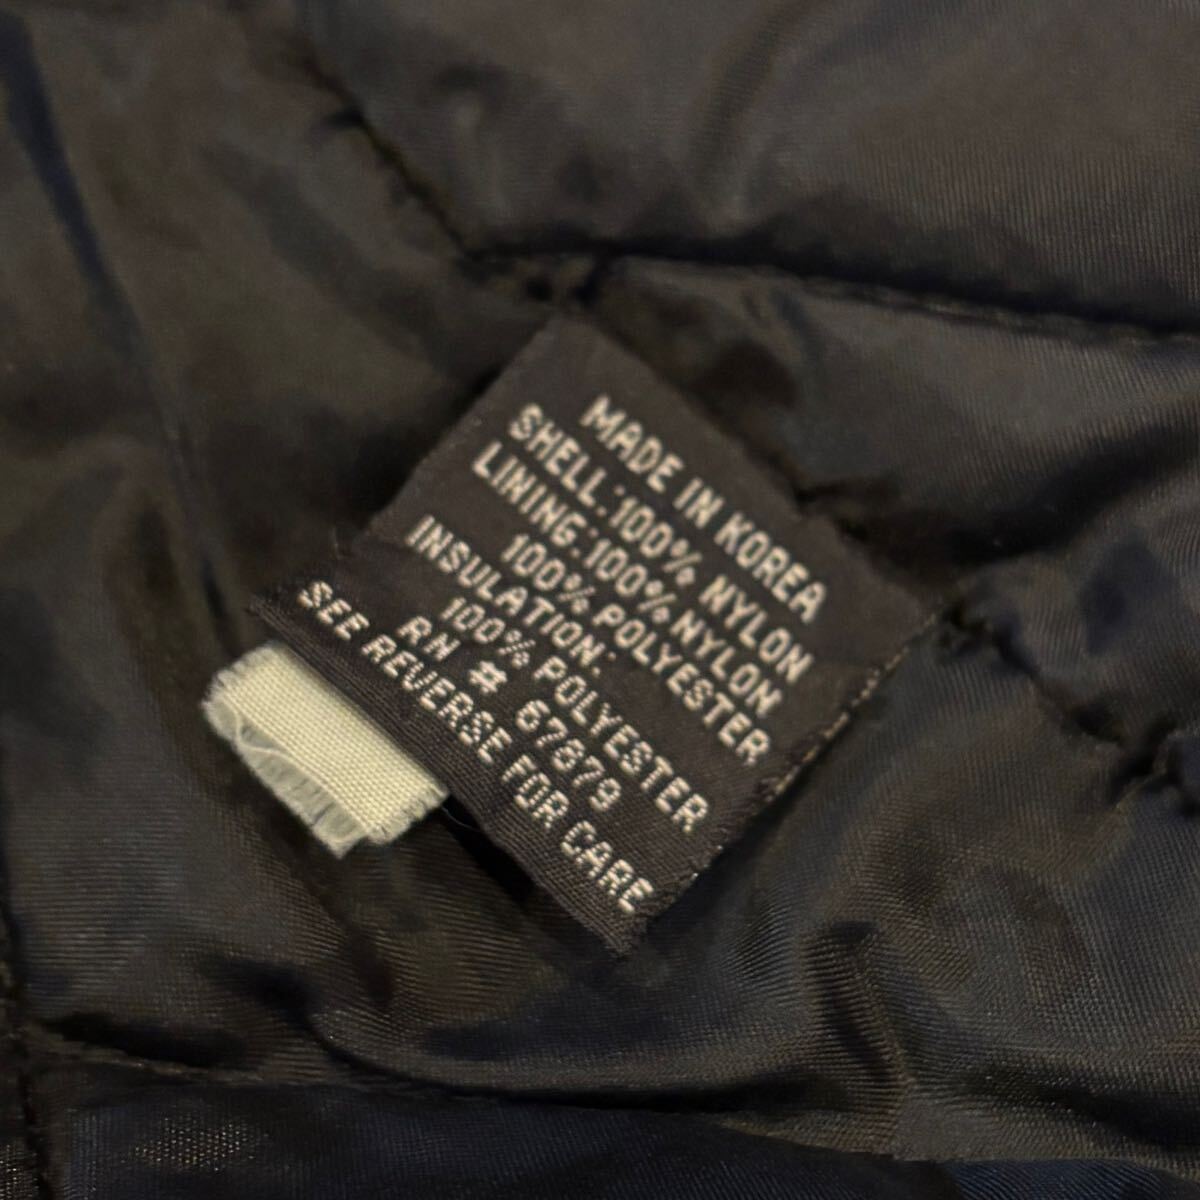 MADE IN KOREA
SHELL:100% NYLON
LINING:100% NYLON
100% POLYESTER
INSULATION:
100% POLYESTER
RN # 67879
SEE REVERSE FOR CARE